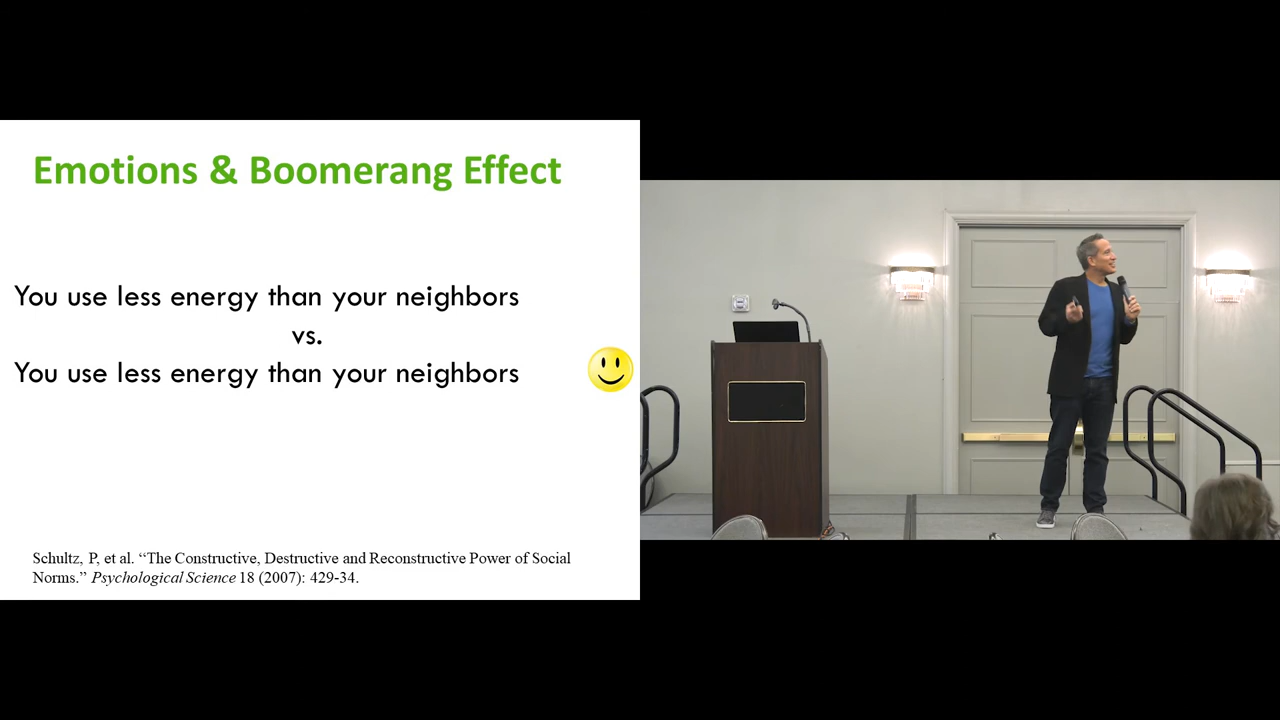 Emotions & Boomerang Effect
You use less energy than your neighbors
vs.
You use less energy than your neighbors
Schultz, P, et al. “The Constructive, Destructive and Reconstructive Power of Social
Norms.” Psychological Science 18 (2007): 429-34.